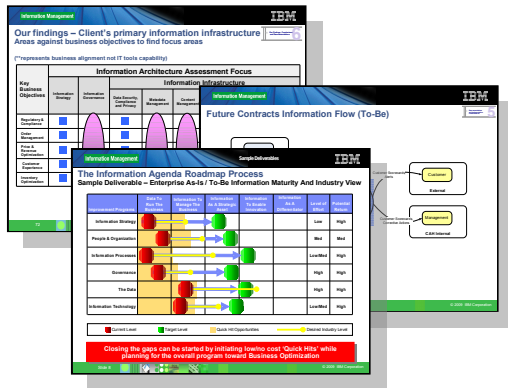 Information Management
IBM
Our findings – Client's primary information infrastructure
Areas against business objectives to find focus areas
(**represents business alignment not IT tools capability)
Information Architecture Assessment Focus
Information Infrastructure
Key Business Objectives
Information Strategy
Information Governance
Data Security, Compliance and Privacy
Metadata Management
Content Management
Regulatory & Compliance
Order Management
Price & Revenue Optimization
Customer Experience
Inventory Optimization
Information Management
IBM
Future Contracts Information Flow (To-Be)
Customer
External
Management
CAH Internal
© 2009 IBM Corporation
Information Management
Sample Deliverables
IBM
The Information Agenda Roadmap Process
Sample Deliverable – Enterprise As-Is / To-Be Information Maturity And Industry View
Improvement Programs
Data To Run The Business
Information To Manage The Business
Information As A Strategic Asset
Information To Enable Innovation
Information As A Differentiator
Level of Effort
Potential Return
Information Strategy
Low
High
People & Organization
Med
Med
Information Processes
Low/Med
High
Governance
High
High
The Data
High
High
Information Technology
Low/Med
High
Current Level
Target Level
Quick Hit Opportunities
Desired Industry Level
Closing the gaps can be started by initiating low/no cost 'Quick Hits' while
planning for the overall program toward Business Optimization
© 2009 IBM Corporation